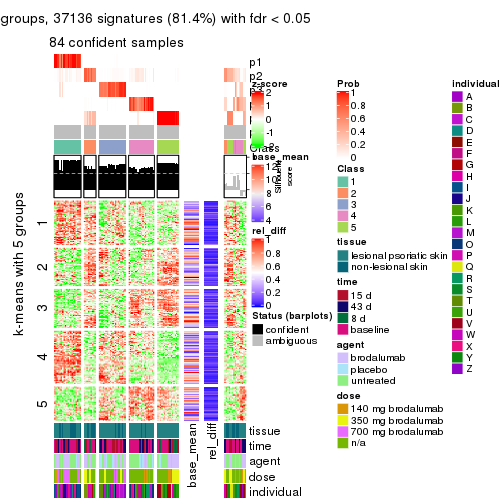 groups, 37136 signatures (81.4%) with fdr < 0.05
84 confident samples
p1
p2
p3
Class
Silhouette score
k-means with 5 groups
1
2
3
4
5
tissue
time
agent
dose
individual
base_mean
rel_diff
z-score
2
1
0
-1
-2
base_mean
12
10
8
6
4
rel_diff
1
0.8
0.6
0.4
0.2
0
Status (barplots)
confident
ambiguous
Prob
1
0.8
0.6
0.4
0.2
0
Class
1
2
3
4
5
tissue
lesional psoriatic skin
non-lesional skin
time
15 d
43 d
8 d
baseline
agent
brodalumab
placebo
untreated
dose
140 mg brodalumab
350 mg brodalumab
700 mg brodalumab
n/a
individual
A
B
C
D
E
F
G
H
I
J
K
L
M
O
P
Q
R
S
T
U
V
W
X
Y
Z